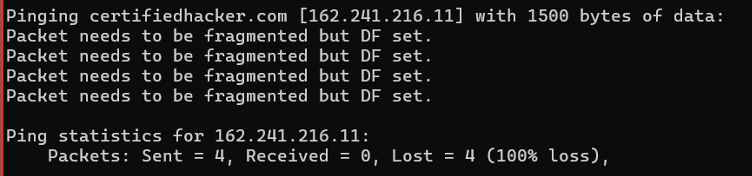 Pinging certifiedhacker.com [162.241.216.11] with 1500 bytes of data:
Packet needs to be fragmented but DF set.
Packet needs to be fragmented but DF set.
Packet needs to be fragmented but DF set.
Packet needs to be fragmented but DF set.

Ping statistics for 162.241.216.11:
    Packets: Sent = 4, Received = 0, Lost = 4 (100% loss),